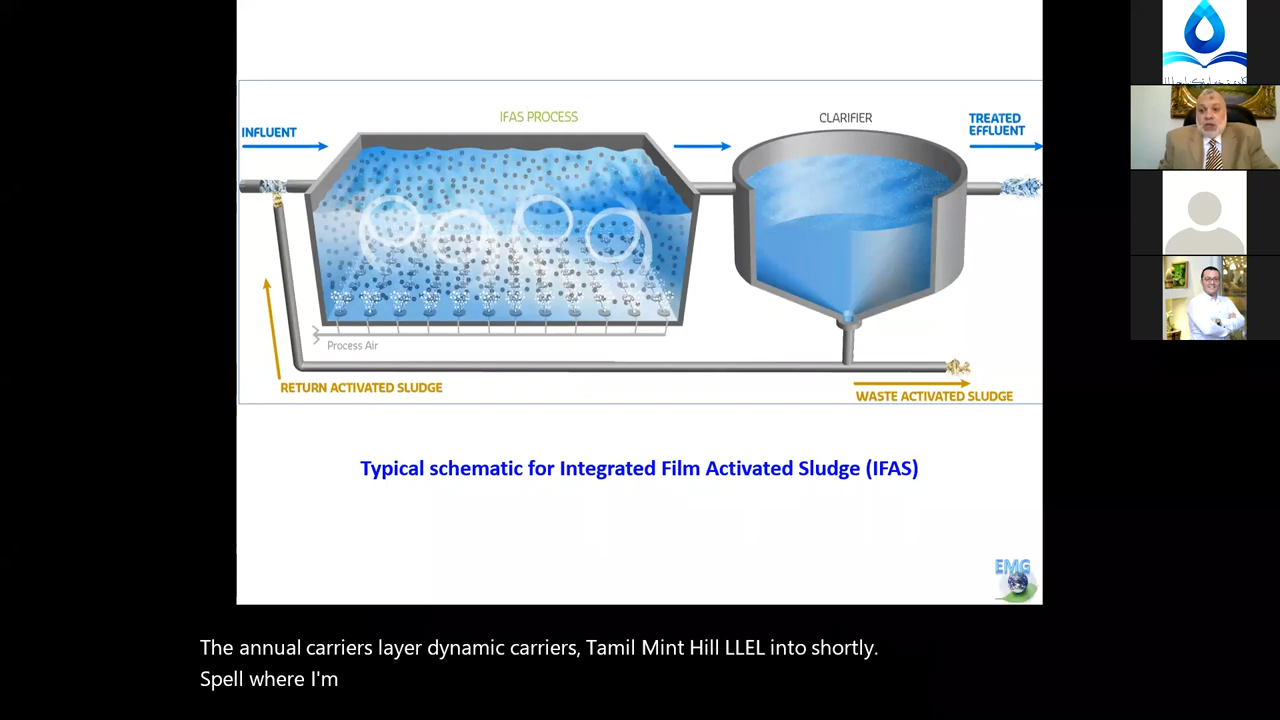 IFAS PROCESS
CLARIFIER
INFLUENT
TREATED
EFFLUENT
Process Air
RETURN ACTIVATED SLUDGE
WASTE ACTIVATED SLUDGE
Typical schematic for Integrated Film Activated Sludge (IFAS)
EMG
The annual carriers layer dynamic carriers, Tamil Mint Hill LLEL into shortly.
Spell where I'm